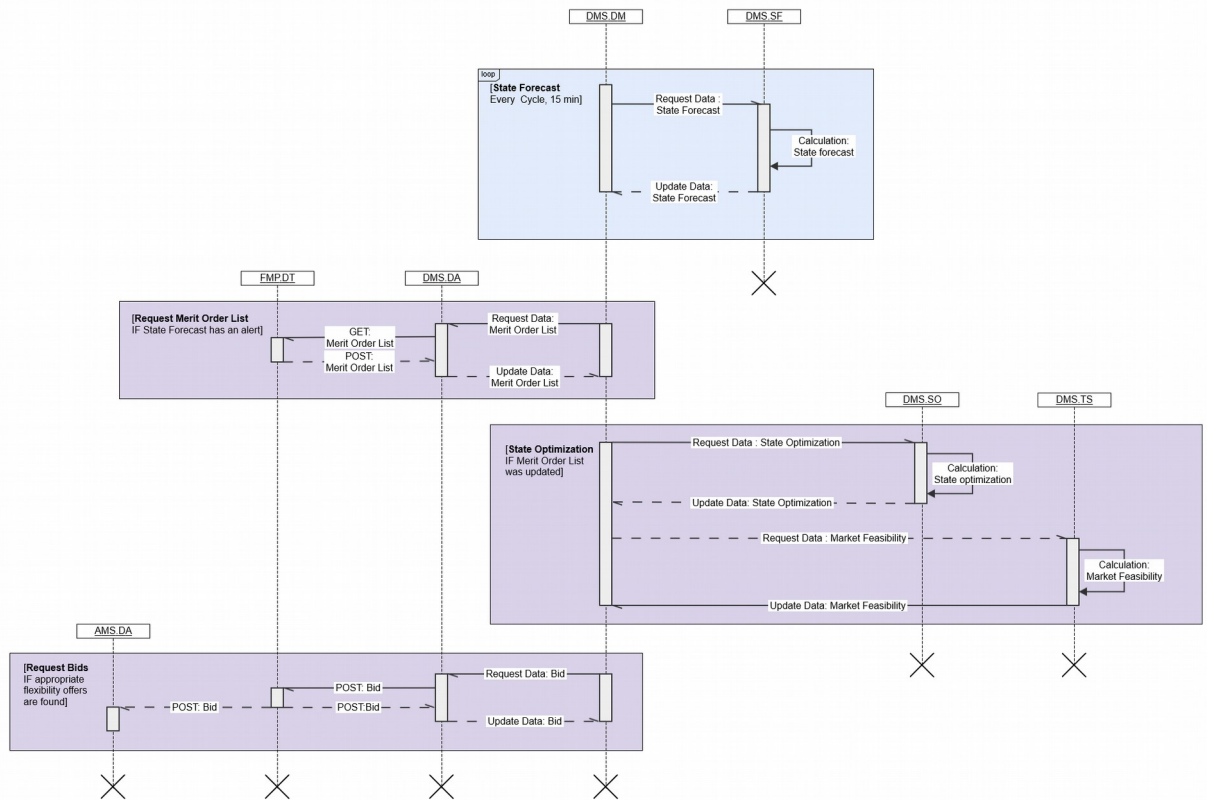 DMS.DM
DMS.SF
loop
[State Forecast
Every Cycle, 15 min]
Request Data :
State Forecast
Calculation:
State forecast
Update Data:
State Forecast
FMP.DT
DMS.DA
[Request Merit Order List
IF State Forecast has an alert]
Request Data:
Merit Order List
GET:
Merit Order List
POST:
Merit Order List
Update Data:
Merit Order List
DMS.SO
DMS.TS
[State Optimization
IF Merit Order List
was updated]
Request Data : State Optimization
Calculation:
State optimization
Update Data: State Optimization
Request Data : Market Feasibility
Calculation:
Market Feasibility
Update Data: Market Feasibility
AMS.DA
[Request Bids
IF appropriate
flexibility offers
are found]
Request Data: Bid
POST: Bid
POST: Bid
POST:Bid
Update Data: Bid